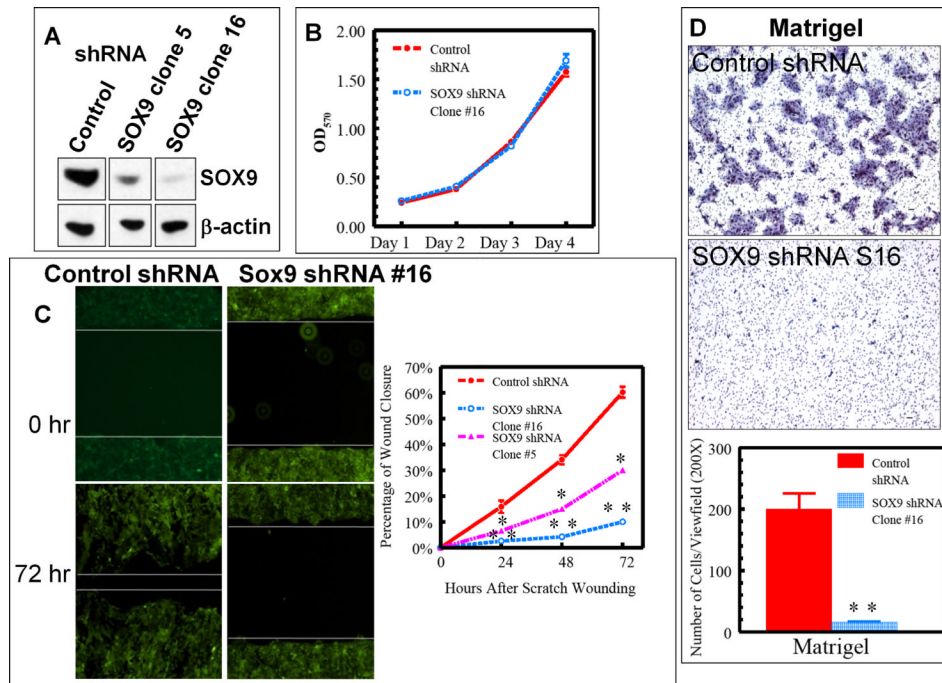 A
shRNA
Control
SOX9 clone 5
SOX9 clone 16
SOX9
β-actin
B
2.00
1.50
1.00
0.50
0.00
OD570
Control
shRNA
SOX9 shRNA
Clone #16
Day 1 Day 2 Day 3 Day 4
C
Control shRNA Sox9 shRNA #16
0 hr
72 hr
70%
60%
50%
40%
30%
20%
10%
0%
Percentage of Wound Closure
Control shRNA
SOX9 shRNA
Clone #16
SOX9 shRNA
Clone #5
*
*
*
* *
* *
* *
0 24 48 72
Hours After Scratch Wounding
D
Matrigel
Control shRNA
SOX9 shRNA S16
300
200
100
0
Number of Cells/Viewfield (200X)
Control
shRNA
SOX9 shRNA
Clone #16
* *
Matrigel